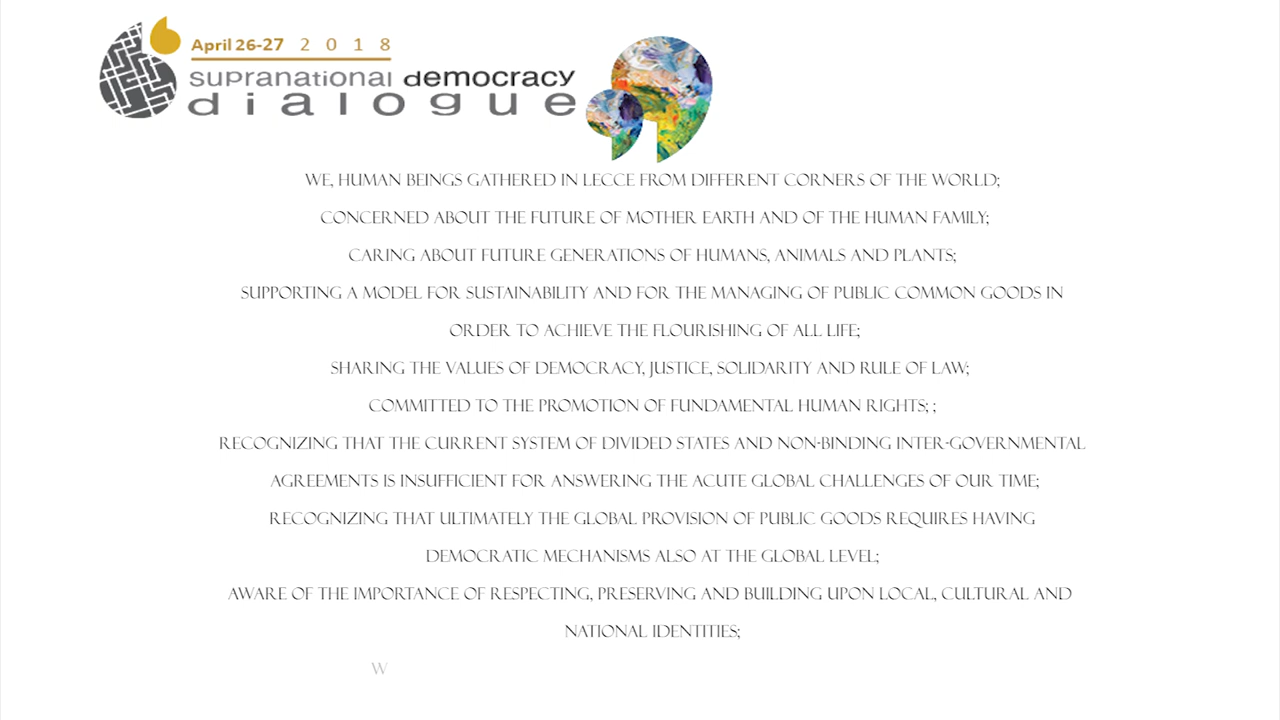 April 26-27 2018
supranational democracy
dialogue
WE, HUMAN BEINGS GATHERED IN LECCE FROM DIFFERENT CORNERS OF THE WORLD;
CONCERNED ABOUT THE FUTURE OF MOTHER EARTH AND OF THE HUMAN FAMILY;
CARING ABOUT FUTURE GENERATIONS OF HUMANS, ANIMALS AND PLANTS;
SUPPORTING A MODEL FOR SUSTAINABILITY AND FOR THE MANAGING OF PUBLIC COMMON GOODS IN
ORDER TO ACHIEVE THE FLOURISHING OF ALL LIFE;
SHARING THE VALUES OF DEMOCRACY, JUSTICE, SOLIDARITY AND RULE OF LAW;
COMMITTED TO THE PROMOTION OF FUNDAMENTAL HUMAN RIGHTS; ;
RECOGNIZING THAT THE CURRENT SYSTEM OF DIVIDED STATES AND NON-BINDING INTER-GOVERNMENTAL
AGREEMENTS IS INSUFFICIENT FOR ANSWERING THE ACUTE GLOBAL CHALLENGES OF OUR TIME;
RECOGNIZING THAT ULTIMATELY THE GLOBAL PROVISION OF PUBLIC GOODS REQUIRES HAVING
DEMOCRATIC MECHANISMS ALSO AT THE GLOBAL LEVEL;
AWARE OF THE IMPORTANCE OF RESPECTING, PRESERVING AND BUILDING UPON LOCAL, CULTURAL AND
NATIONAL IDENTITIES;
W